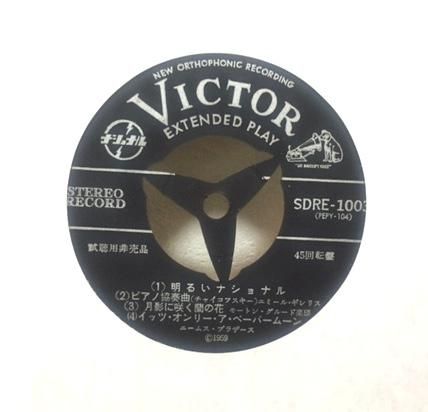 NEW ORTHOPHONIC RECORDING
VICTOR
EXTENDED PLAY
ナショナル
"HIS MASTER'S VOICE"
STEREO
RECORD
SDRE-1003
(PEPY-104)
試聴用非売品
45回転盤
(1) 明るいナショナル
(2) ピアノ協奏曲(チャイコフスキー)エミール・ギレリス
(3) 月影に咲く蘭の花 モートン・グールド楽団
(4) イッツ・オンリー・ア・ペーパームーン
ニームス・ブラザース
©1959